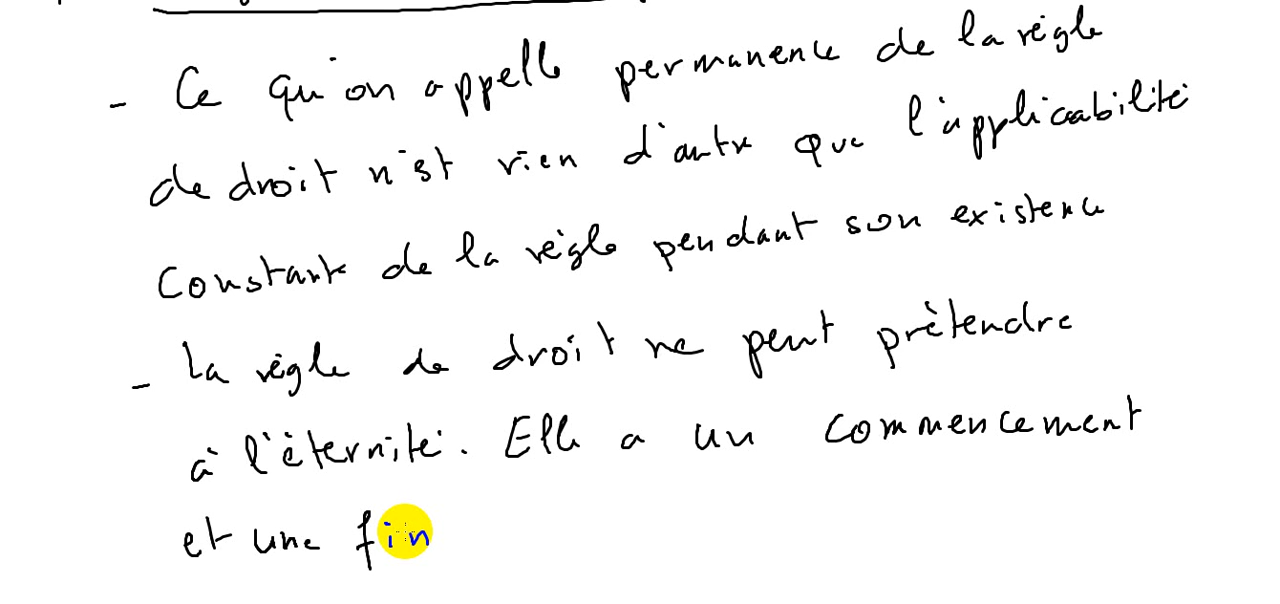 - Ce qu'on appelle permanence de la règle
de droit n'est rien d'autre que l'applicabilité
constante de la règle pendant son existence
- La règle de droit ne peut prétendre
à l'éternité. Elle a un commencement
et une fin